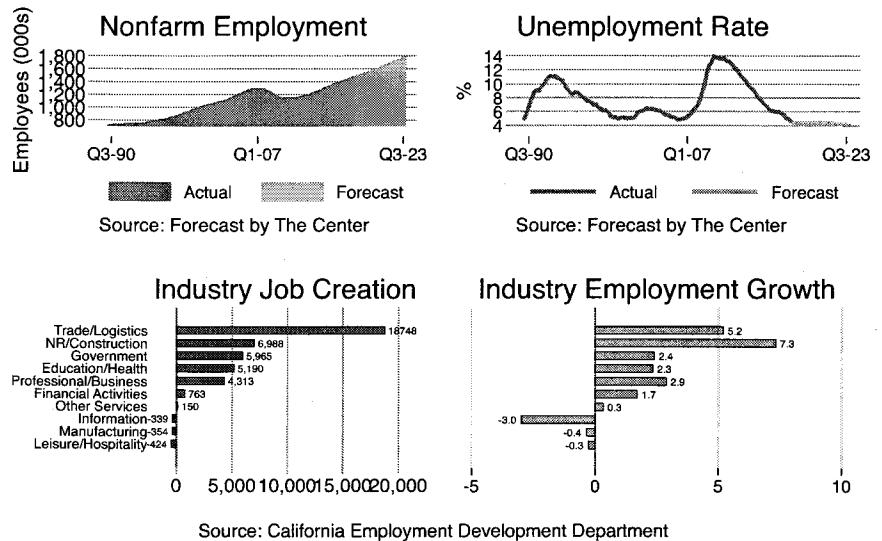 Nonfarm Employment
Employees (000s)
1,800
1,600
1,400
1,200
1,000
800
Q3-90
Q1-07
Q3-23
Actual
Forecast
Source: Forecast by The Center
Unemployment Rate
%
14
12
10
8
6
4
Q3-90
Q1-07
Q3-23
Actual
Forecast
Source: Forecast by The Center
Industry Job Creation
Trade/Logistics 18748
NR/Construction 6,988
Government 5,965
Education/Health 5,190
Professional/Business 4,313
Financial Activities 763
Other Services 150
Information -339
Manufacturing -354
Leisure/Hospitality -424
0 5,000 10,000 15,000 20,000
Industry Employment Growth
5.2
7.3
2.4
2.3
2.9
1.7
0.3
-3.0
-0.4
-0.3
-5 0 5 10
Source: California Employment Development Department